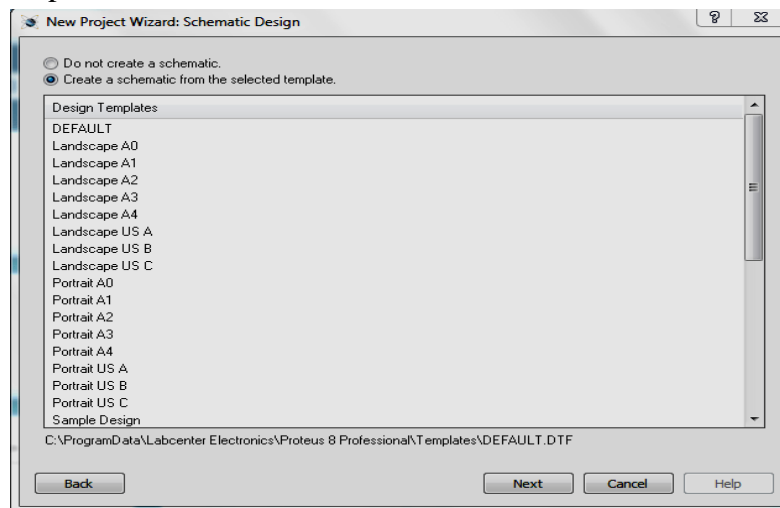 New Project Wizard: Schematic Design
Do not create a schematic.
Create a schematic from the selected template.
Design Templates
DEFAULT
Landscape A0
Landscape A1
Landscape A2
Landscape A3
Landscape A4
Landscape US A
Landscape US B
Landscape US C
Portrait A0
Portrait A1
Portrait A2
Portrait A3
Portrait A4
Portrait US A
Portrait US B
Portrait US C
Sample Design
C:\ProgramData\Labcenter Electronics\Proteus 8 Professional\Templates\DEFAULT.DTF
Back Next Cancel Help